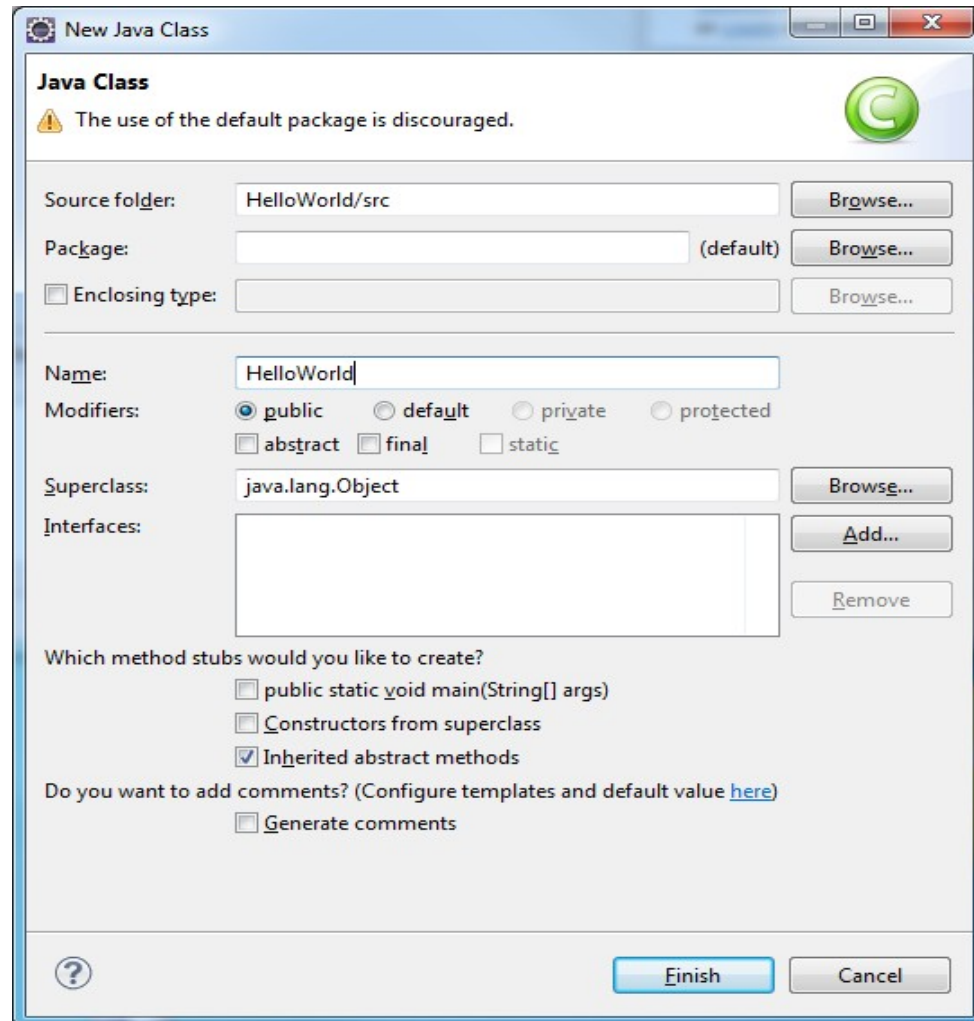 New Java Class
Java Class
The use of the default package is discouraged.
Source folder: HelloWorld/src Browse...
Package: (default) Browse...
Enclosing type: Browse...
Name: HelloWorld
Modifiers: public default private protected
abstract final static
Superclass: java.lang.Object Browse...
Interfaces: Add...
Remove
Which method stubs would you like to create?
public static void main(String[] args)
Constructors from superclass
Inherited abstract methods
Do you want to add comments? (Configure templates and default value here)
Generate comments
? Finish Cancel